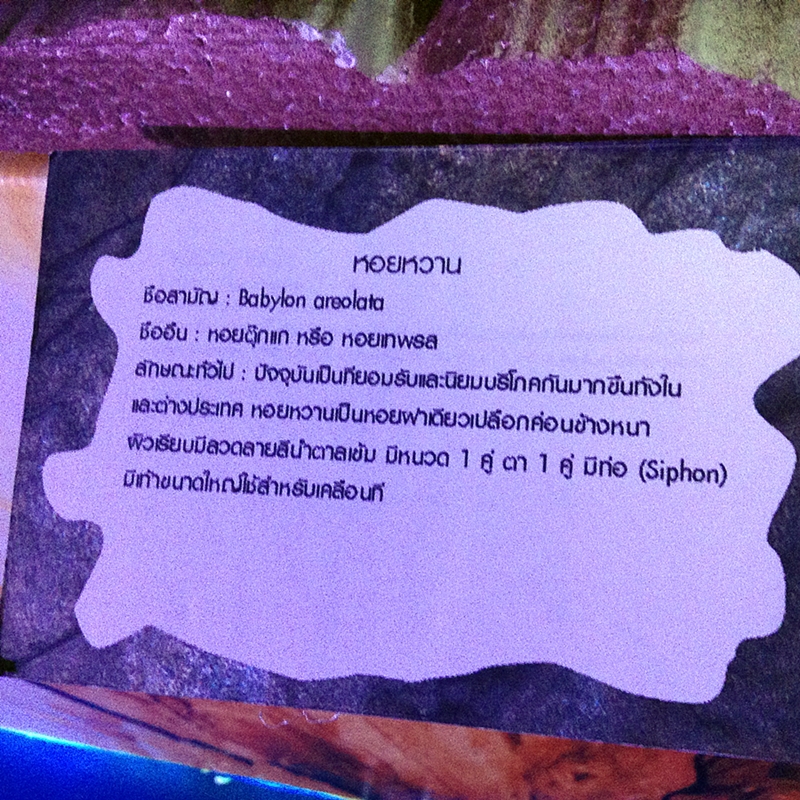 หอยหวาน
ชื่อสามัญ : Babylon areolata
ชื่ออื่น : หอยตุ๊กแก หรือ หอยเทพรส
ลักษณะทั่วไป : ปัจจุบันเป็นที่ยอมรับและนิยมบริโภคกันมากขึ้นทั้งใน
และต่างประเทศ หอยหวานเป็นหอยฝาเดียวเปลือกค่อนข้างหนา
ผิวเรียบมีลวดลายสีน้ำตาลเข้ม มีหนวด 1 คู่ ตา 1 คู่ มีท่อ (Siphon)
มีเท้าขนาดใหญ่ใช้สำหรับเคลื่อนที่